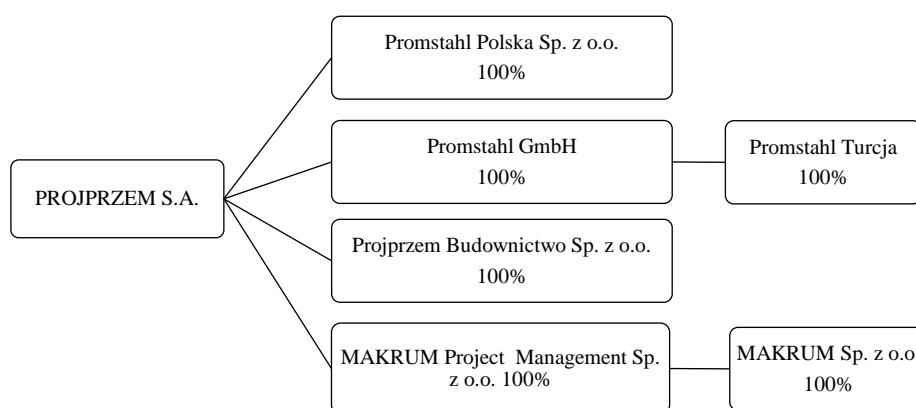 Promstahl Polska Sp. z o.o.
100%
Promstahl GmbH
100%
Promstahl Turcja
100%
PROJPRZEM S.A.
Projprzem Budownictwo Sp. z o.o.
100%
MAKRUM Project Management Sp.
z o.o. 100%
MAKRUM Sp. z o.o
100%